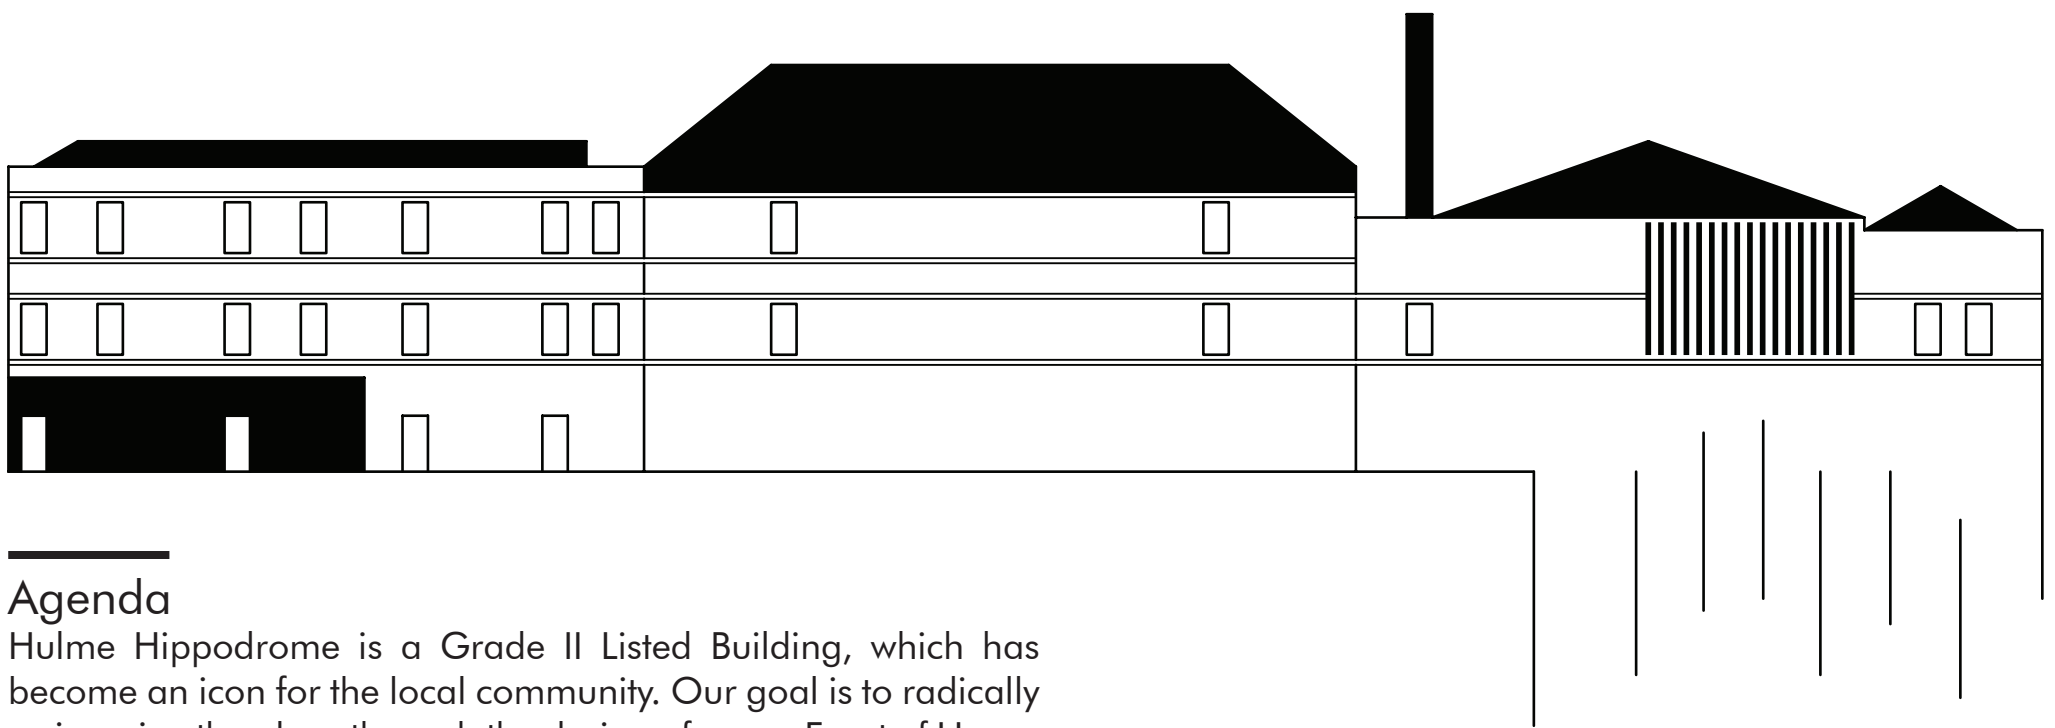 Agenda
Hulme Hippodrome is a Grade II Listed Building, which has
become an icon for the local community. Our goal is to radically